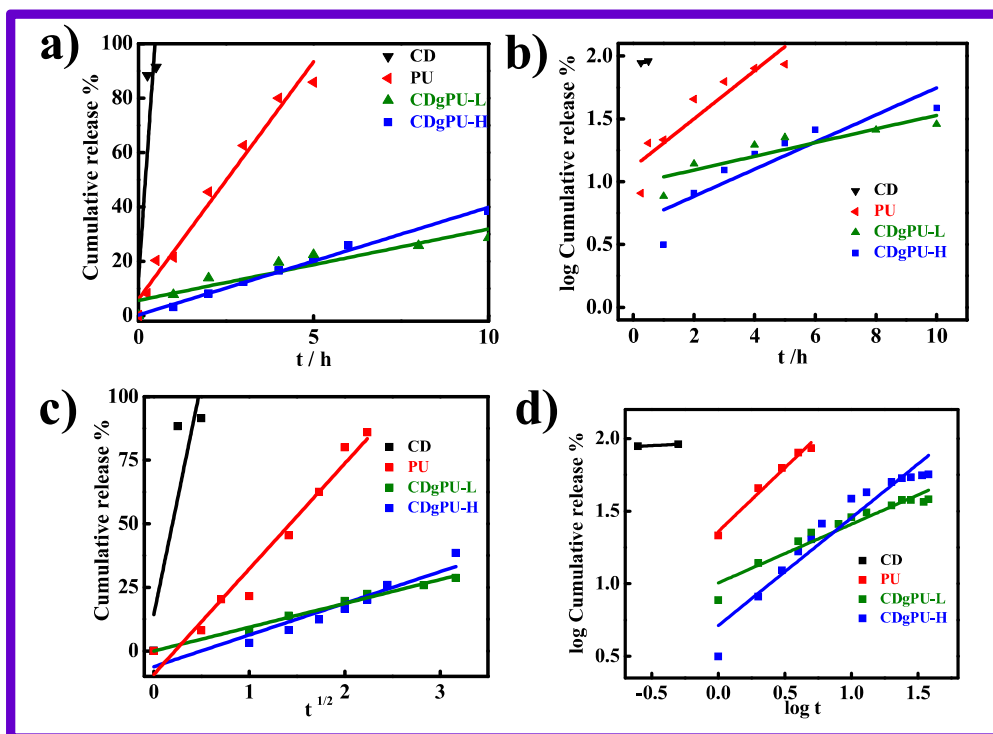 a)
100
80
60
40
20
0
Cumulative release %
0
5
10
t / h
CD
PU
CDgPU-L
CDgPU-H
b)
2.0
1.5
1.0
0.5
0.0
log Cumulative release %
0
2
4
6
8
10
t /h
CD
PU
CDgPU-L
CDgPU-H
c)
100
75
50
25
0
Cumulative release %
0
1
2
3
t 1/2
CD
PU
CDgPU-L
CDgPU-H
d)
2.0
1.5
1.0
0.5
log Cumulative release %
-0.5
0.0
0.5
1.0
1.5
log t
CD
PU
CDgPU-L
CDgPU-H